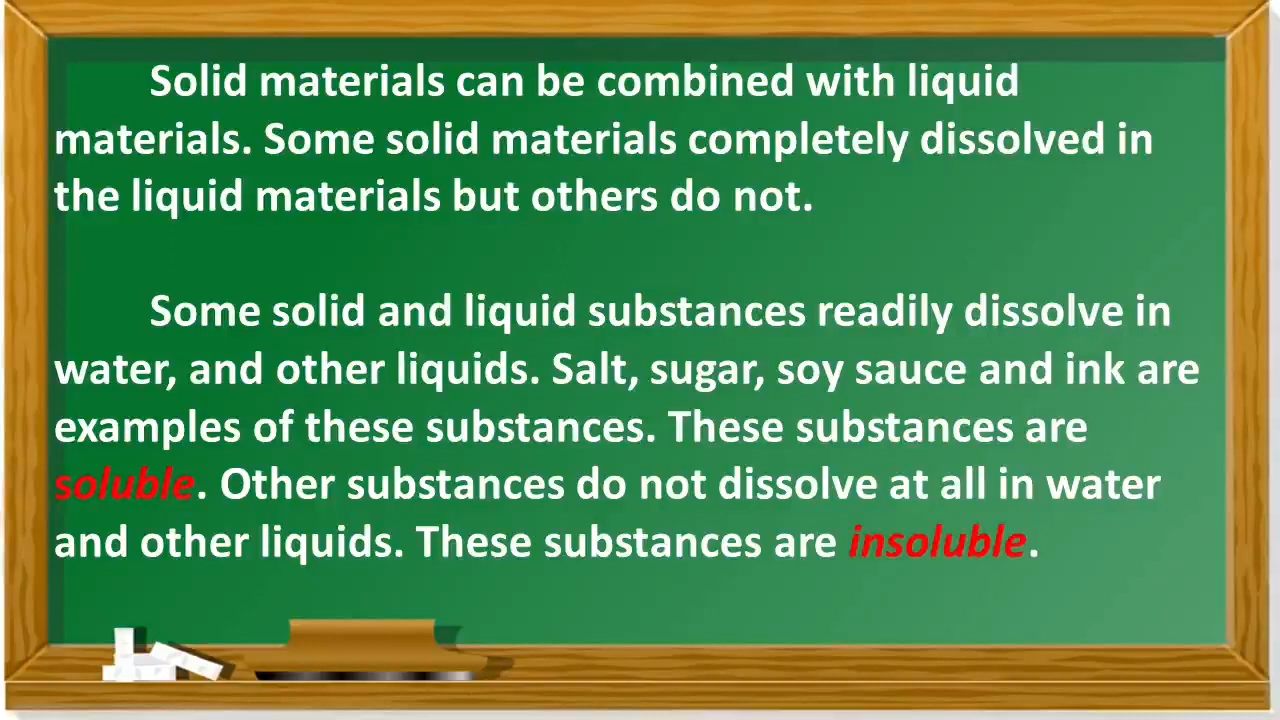 Solid materials can be combined with liquid
materials. Some solid materials completely dissolved in
the liquid materials but others do not.
Some solid and liquid substances readily dissolve in
water, and other liquids. Salt, sugar, soy sauce and ink are
examples of these substances. These substances are
soluble. Other substances do not dissolve at all in water
and other liquids. These substances are insoluble.